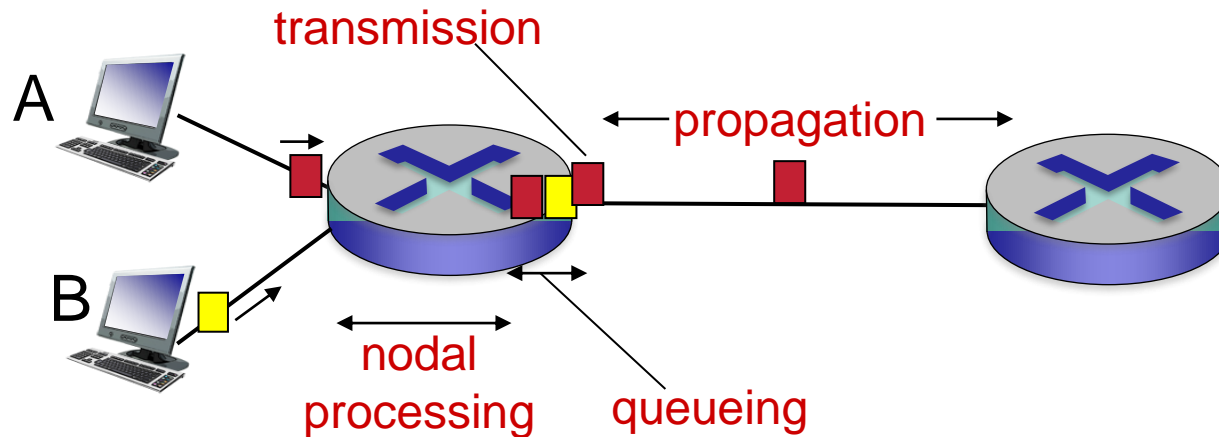 transmission
A
propagation
B
nodal
processing
queueing